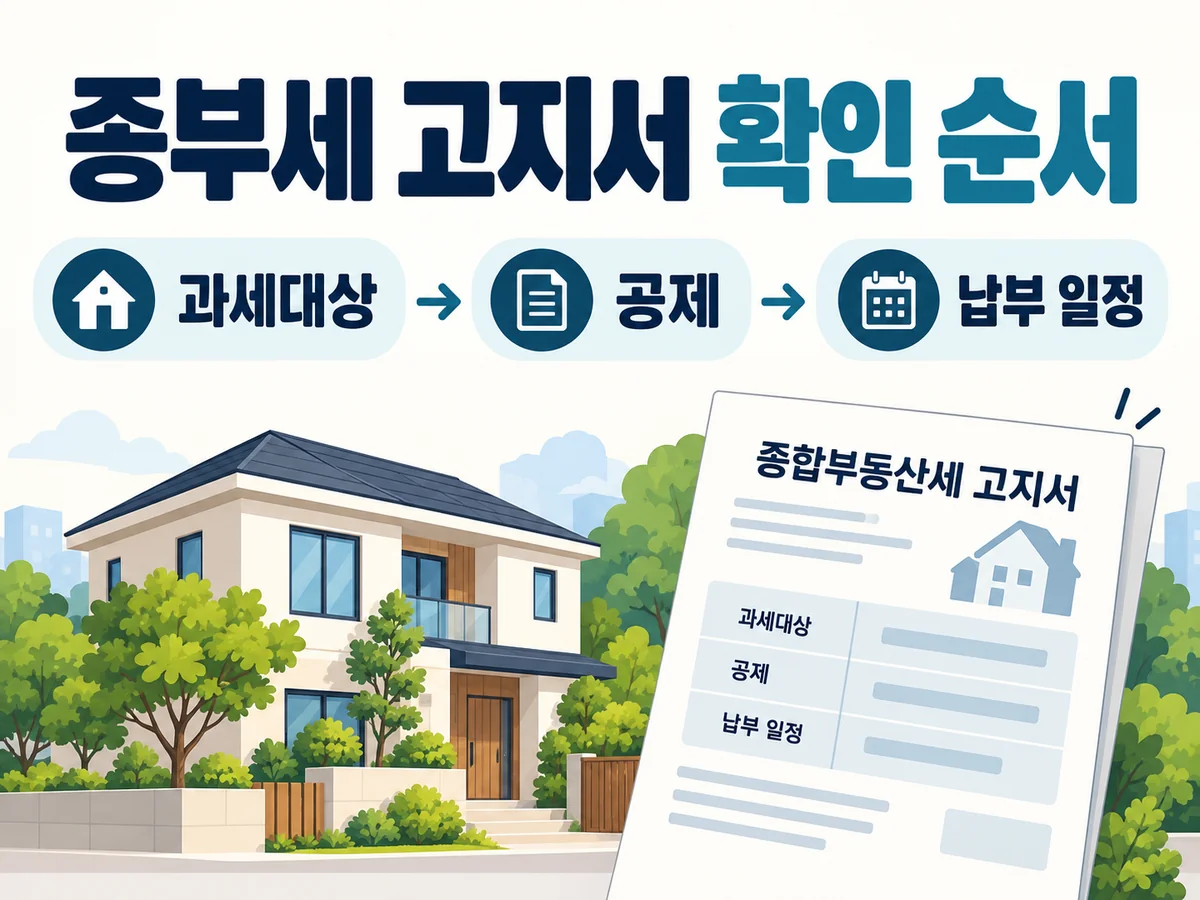 종부세 고지서 확인 순서
과세대상 → 공제 → 납부 일정
종합부동산세 고지서
과세대상
공제
납부 일정